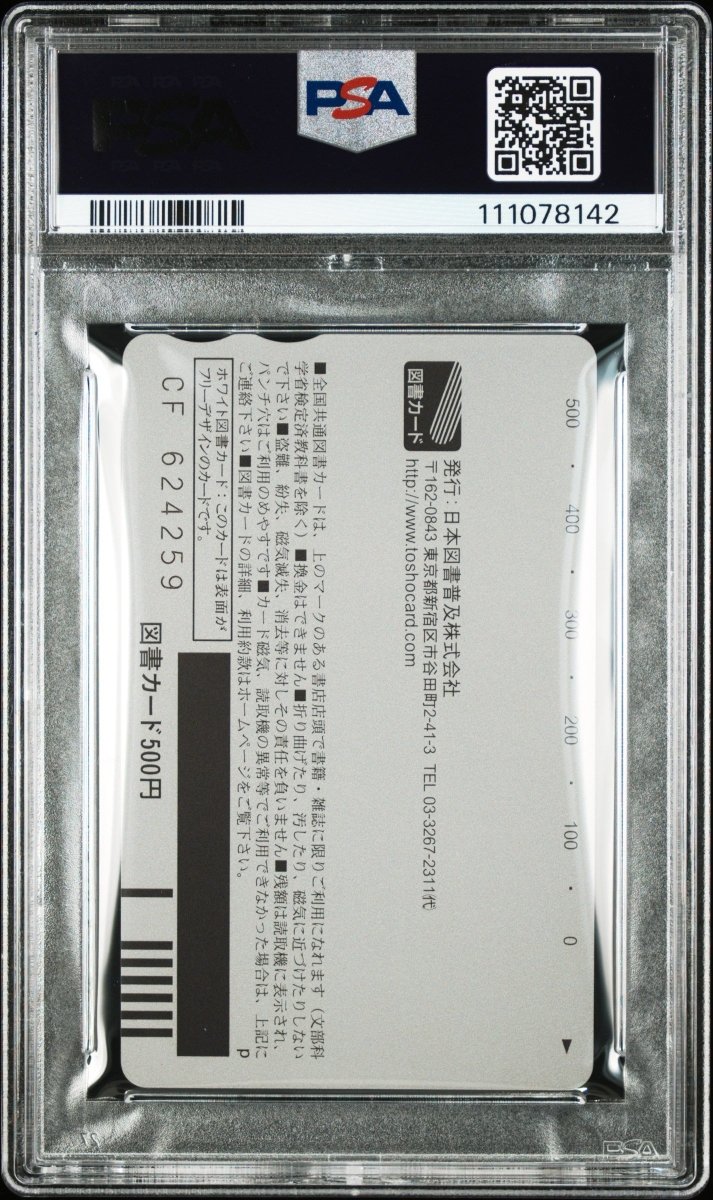 PSA
111078142
500 ・ 400 ・ 300 ・ 200 ・ 100 ・ 0
図書カード
発行:日本図書普及株式会社
〒162-0843 東京都新宿区市谷田町2-41-3 TEL 03-3267-2311代
http://www.toshocard.com
■全国共通図書カードは、上のマークのある書店店頭で書籍・雑誌に限りご利用になれます(文部科
学省検定済教科書を除く)■換金はできません■折り曲げたり、汚したり、磁気に近づけたりしない
で下さい■盗難、紛失、磁気滅失、消去等に対しその責任を負いません■残額は読取機に表示され、
パンチ穴はご利用のめやすです■カード磁気、読取機の異常等でご利用できなかった場合は、上記に
ご連絡下さい■図書カードの詳細、利用約款はホームページをご覧下さい。
P
ホワイト図書カード:このカードは表面が
フリーデザインのカードです。
CF 624259
図書カード500円
PSA